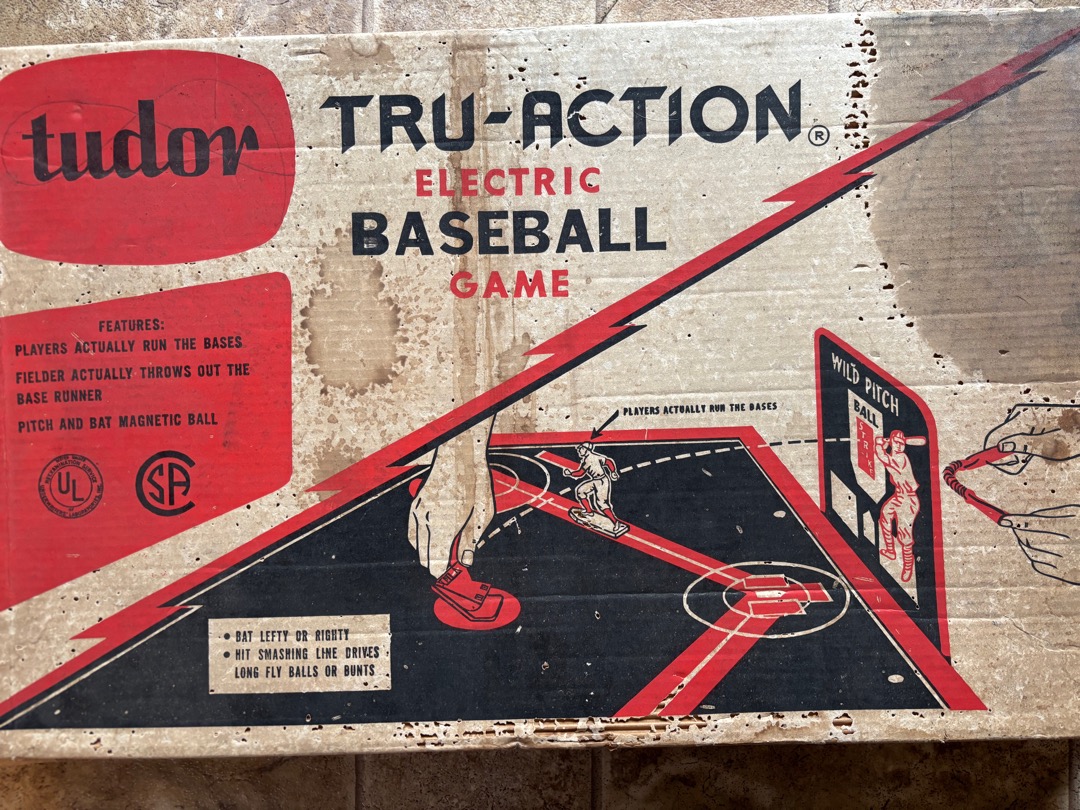 tudor
TRU-ACTION®
ELECTRIC
BASEBALL
GAME
FEATURES:
PLAYERS ACTUALLY RUN THE BASES
FIELDER ACTUALLY THROWS OUT THE
BASE RUNNER
PITCH AND BAT MAGNETIC BALL
UL
CSA
PLAYERS ACTUALLY RUN THE BASES
WILD PITCH
BALL
STRIKE
• BAT LEFTY OR RIGHTY
• HIT SMASHING LINE DRIVES
LONG FLY BALLS OR BUNTS